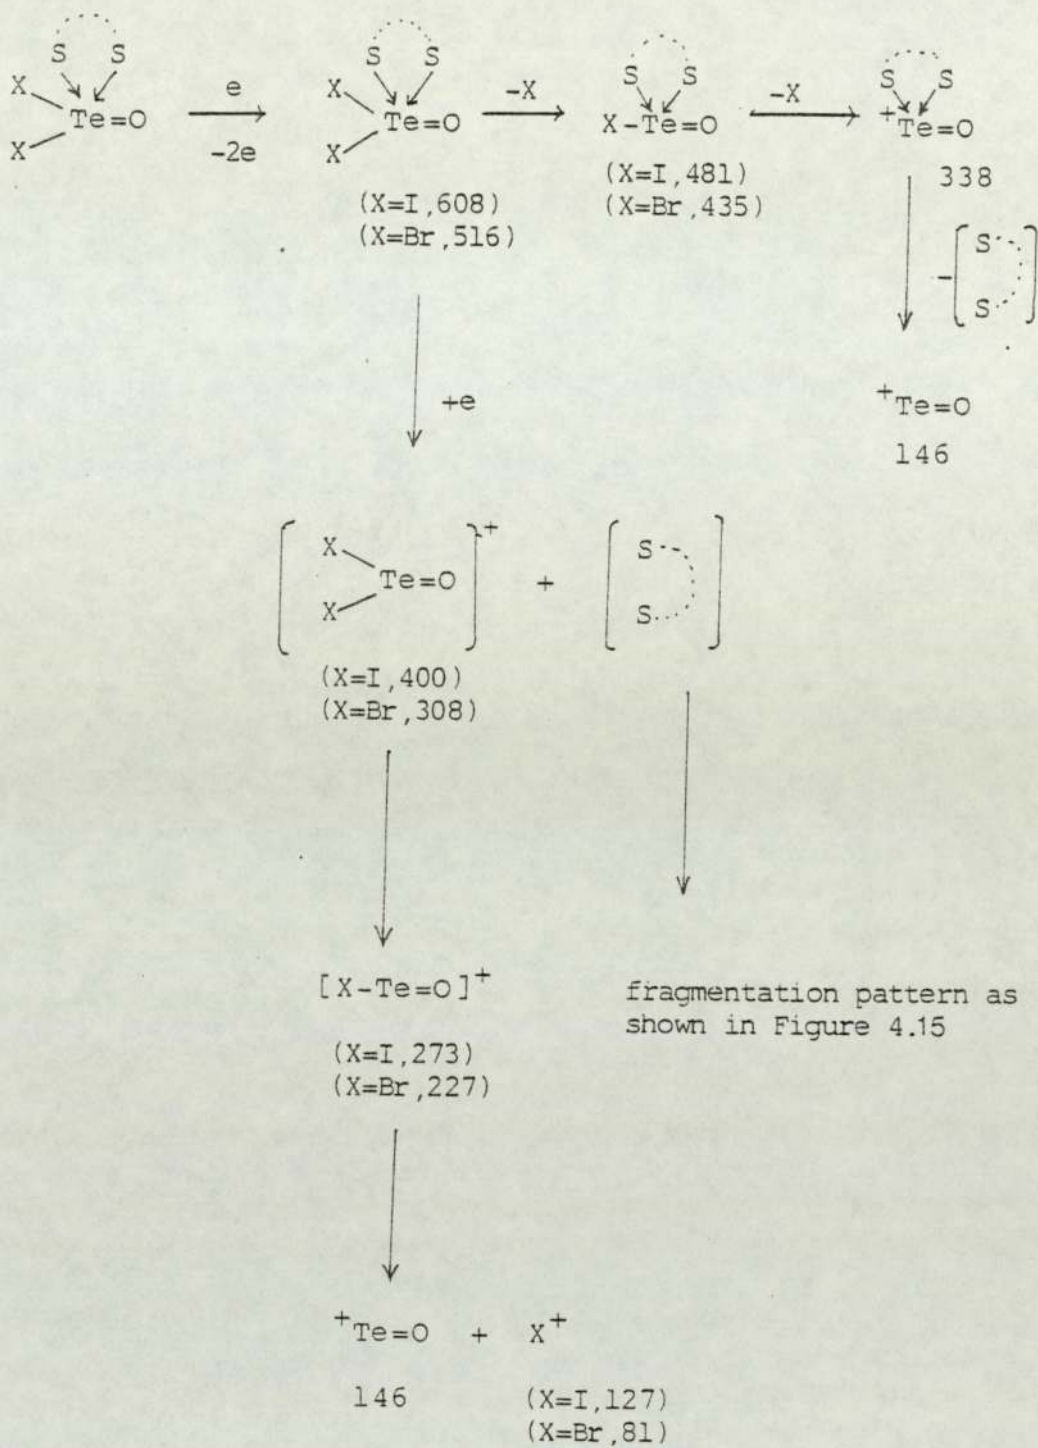 S S S S S S S S
X X X -X -X
Te=O e Te=O X-Te=O +Te=O
X -2e X
(X=I,608) (X=I,481) 338
(X=Br,516) (X=Br,435)
- [ S S ]
+e
+Te=O
146
[ X X Te=O ]+ + [ S S ]
(X=I,400)
(X=Br,308)
[X-Te=O]+ fragmentation pattern as
shown in Figure 4.15
(X=I,273)
(X=Br,227)
+Te=O + X+
146 (X=I,127)
(X=Br,81)